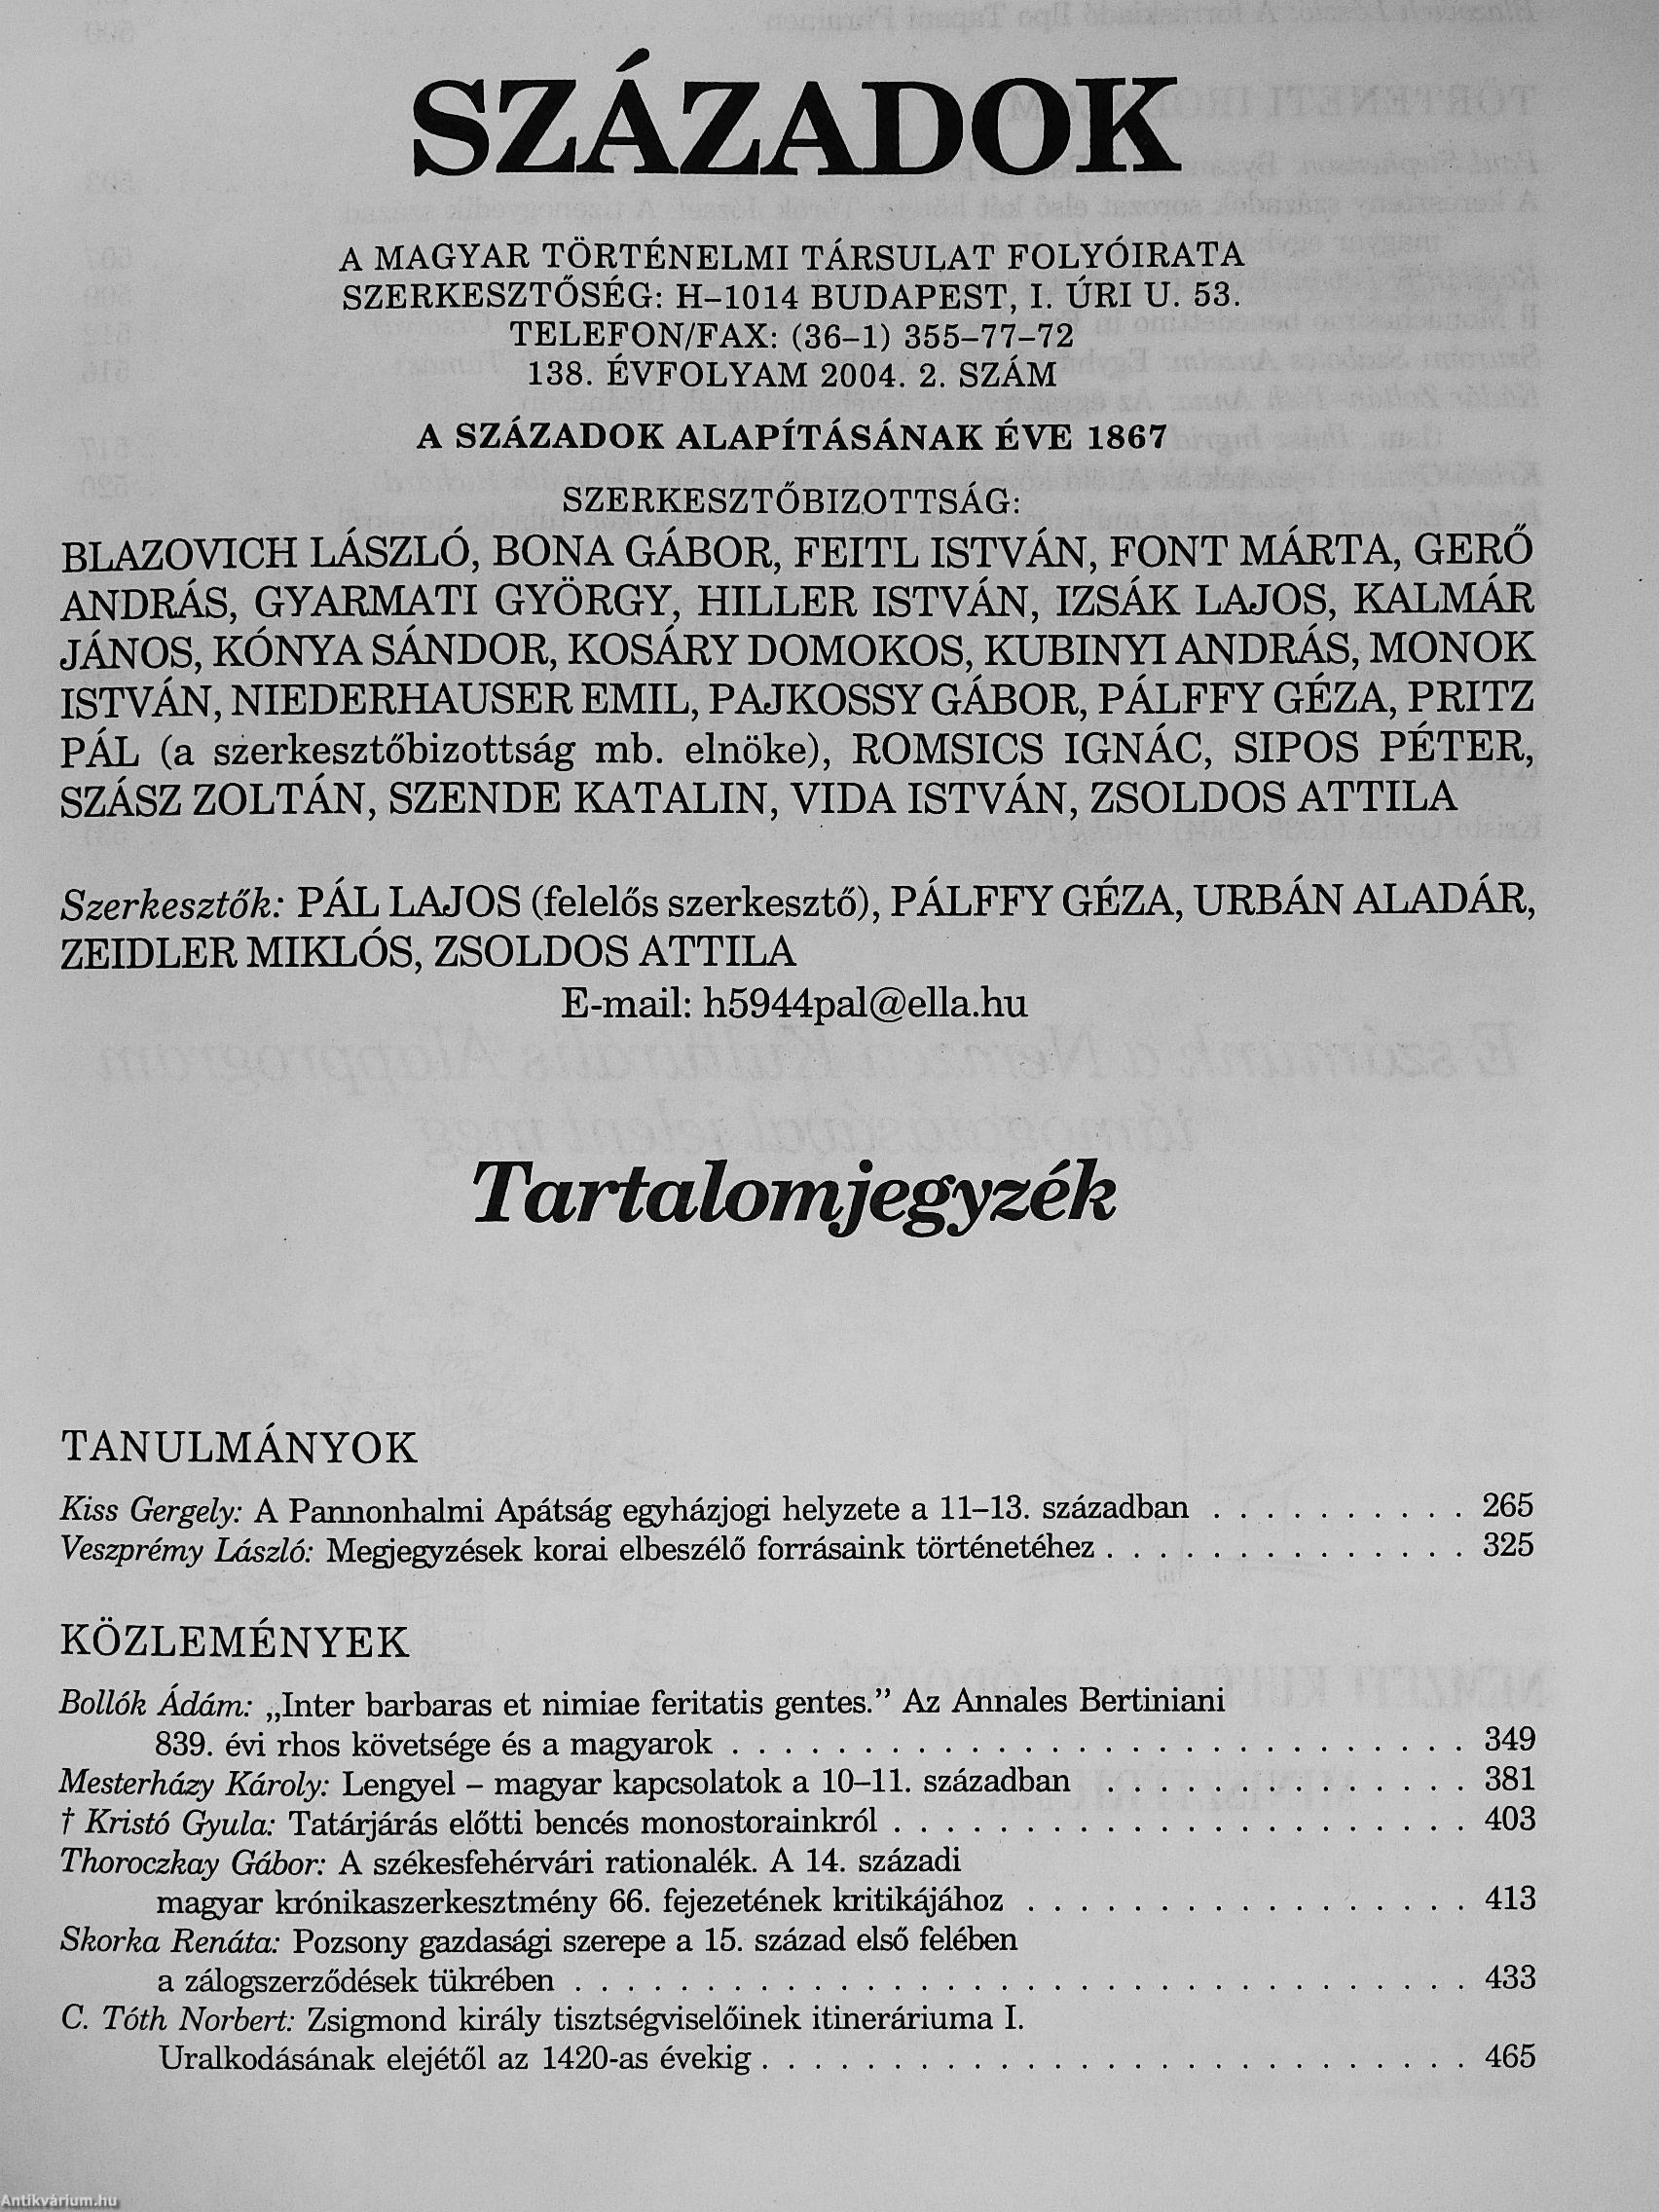 SZÁZADOK
A MAGYAR TÖRTÉNELMI TÁRSULAT FOLYÓIRATA
SZERKESZTŐSÉG: H–1014 BUDAPEST, I. ÚRI U. 53.
TELEFON/FAX: (36–1) 355–77–72
138. ÉVFOLYAM 2004. 2. SZÁM
A SZÁZADOK ALAPÍTÁSÁNAK ÉVE 1867
SZERKESZTŐBIZOTTSÁG:
BLAZOVICH LÁSZLÓ, BONA GÁBOR, FEITL ISTVÁN, FONT MÁRTA, GERŐ
ANDRÁS, GYARMATI GYÖRGY, HILLER ISTVÁN, IZSÁK LAJOS, KALMÁR
JÁNOS, KÓNYA SÁNDOR, KOSÁRY DOMOKOS, KUBINYI ANDRÁS, MONOK
ISTVÁN, NIEDERHAUSER EMIL, PAJKOSSY GÁBOR, PÁLFFY GÉZA, PRITZ
PÁL (a szerkesztőbizottság mb. elnöke), ROMSICS IGNÁC, SIPOS PÉTER,
SZÁSZ ZOLTÁN, SZENDE KATALIN, VIDA ISTVÁN, ZSOLDOS ATTILA
Szerkesztők: PÁL LAJOS (felelős szerkesztő), PÁLFFY GÉZA, URBÁN ALADÁR,
ZEIDLER MIKLÓS, ZSOLDOS ATTILA
E-mail: h5944pal@ella.hu
Tartalomjegyzék
TANULMÁNYOK
Kiss Gergely: A Pannonhalmi Apátság egyházjogi helyzete a 11–13. században . . . . . . . . . . 265
Veszprémy László: Megjegyzések korai elbeszélő forrásaink történetéhez . . . . . . . . . . . . . . 325
KÖZLEMÉNYEK
Bollók Ádám: „Inter barbaras et nimiae feritatis gentes.” Az Annales Bertiniani
839. évi rhos követsége és a magyarok . . . . . . . . . . . . . . . . . . . . . . . . . . . . 349
Mesterházy Károly: Lengyel – magyar kapcsolatok a 10–11. században . . . . . . . . . . . . . . 381
† Kristó Gyula: Tatárjárás előtti bencés monostorainkról . . . . . . . . . . . . . . . . . . . . . . 403
Thoroczkay Gábor: A székesfehérvári rationalék. A 14. századi
magyar krónikaszerkesztmény 66. fejezetének kritikájához . . . . . . . . . . . . . . . . . 413
Skorka Renáta: Pozsony gazdasági szerepe a 15. század első felében
a zálogszerződések tükrében . . . . . . . . . . . . . . . . . . . . . . . . . . . . . . . . . . 433
C. Tóth Norbert: Zsigmond király tisztségviselőinek itineráriuma I.
Uralkodásának elejétől az 1420-as évekig . . . . . . . . . . . . . . . . . . . . . . . . . . . 465
Antikvárium.hu